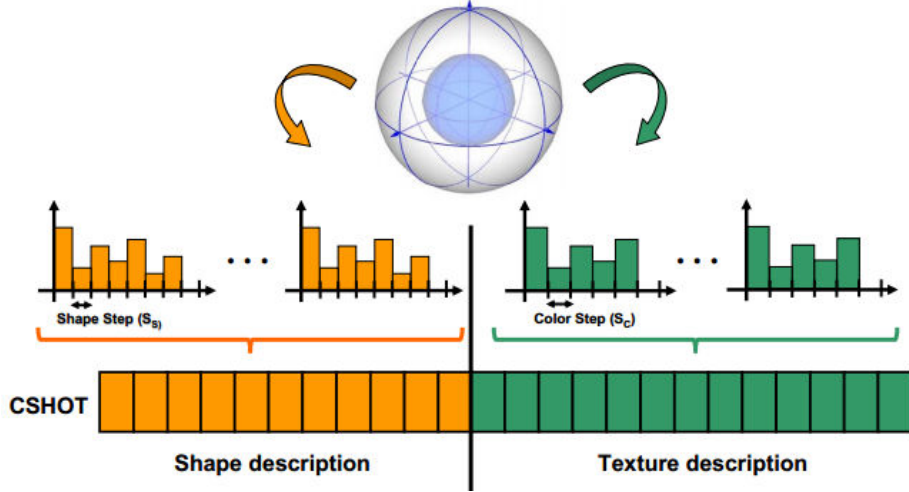 Shape Step (S_S)
Color Step (S_C)
CSHOT
Shape description
Texture description